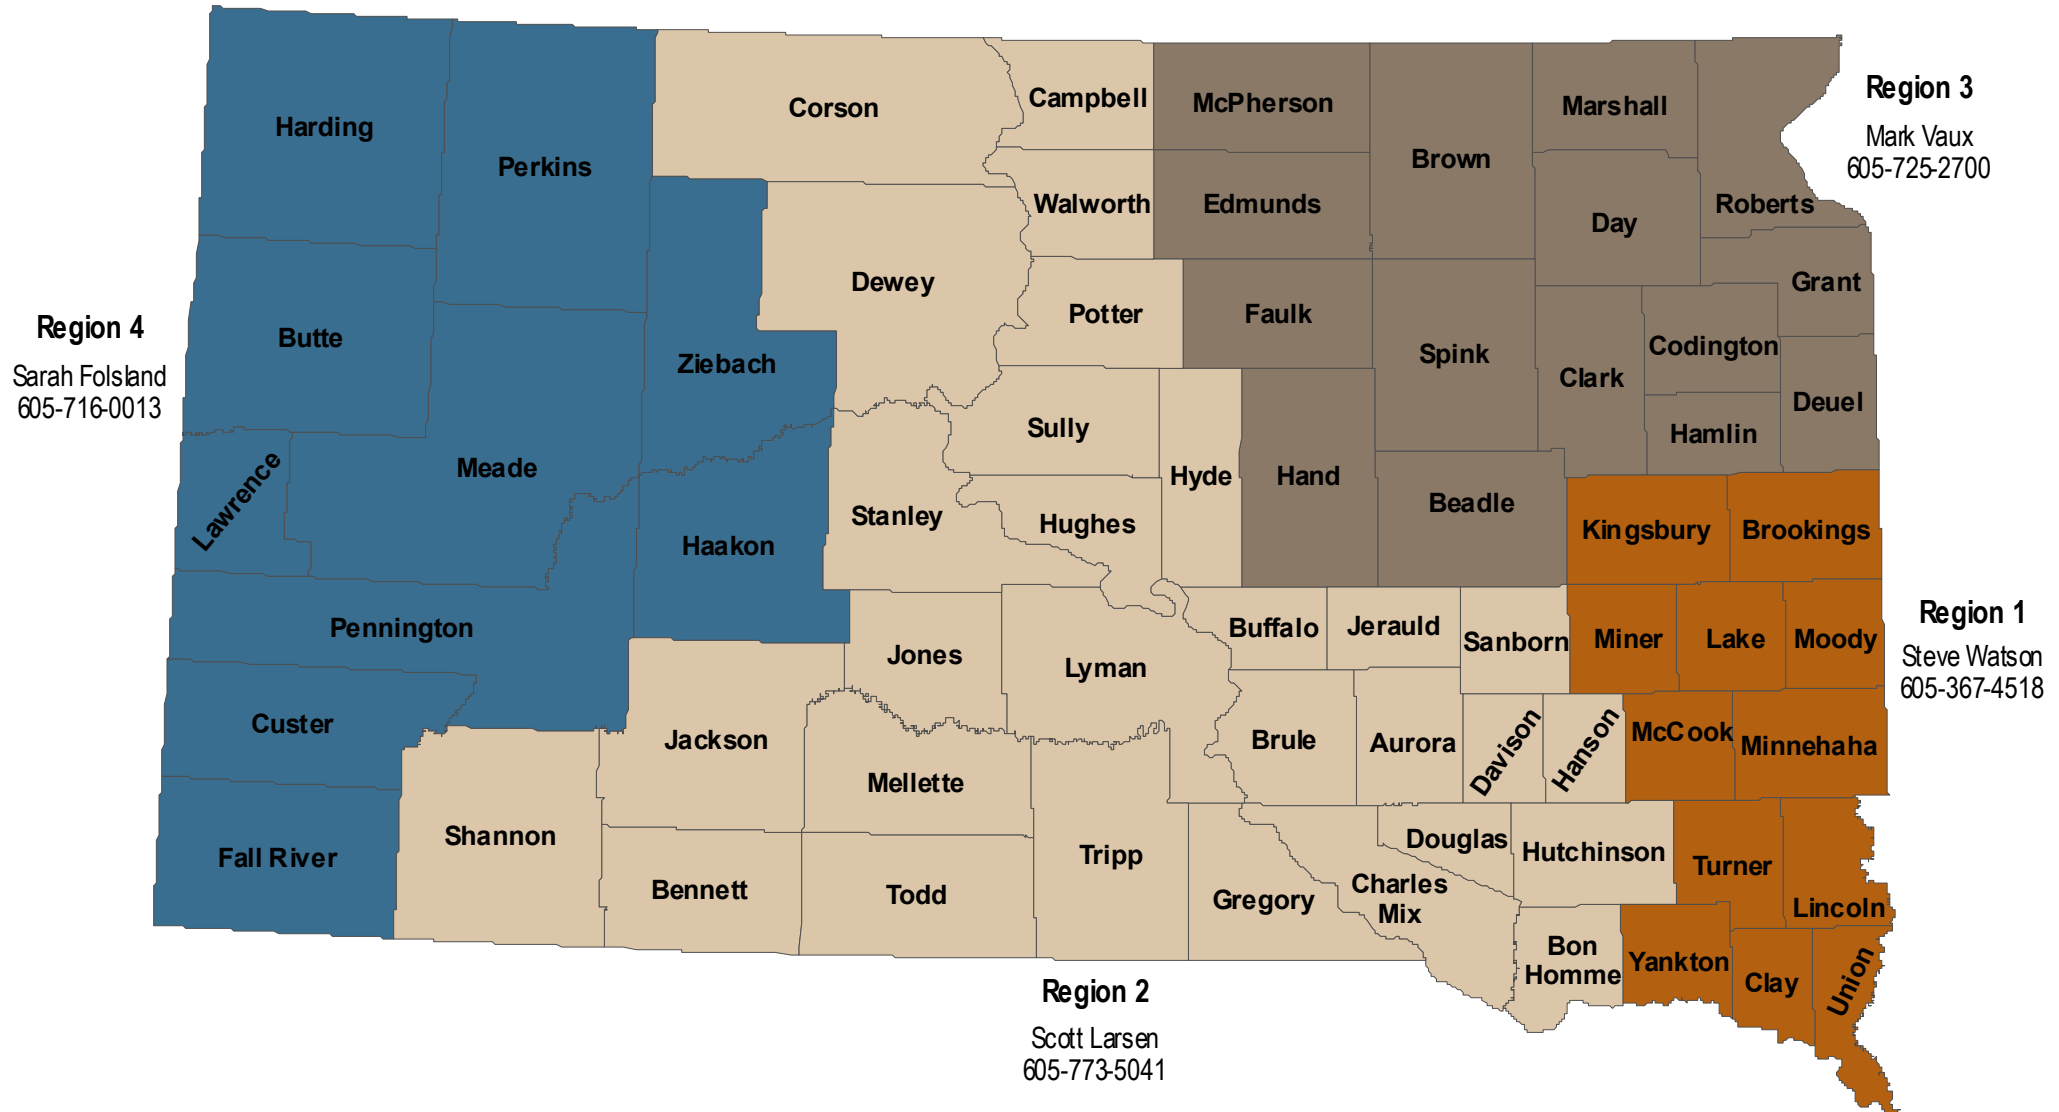 Harding
Perkins
Corson
Campbell
McPherson
Brown
Marshall
Roberts
Region 3
Mark Vaux
605-725-2700
Walworth
Edmunds
Day
Grant
Dewey
Potter
Faulk
Spink
Clark
Codington
Deuel
Hamlin
Region 4
Sarah Folsland
605-716-0013
Butte
Ziebach
Meade
Lawrence
Sully
Hyde
Hand
Beadle
Kingsbury
Brookings
Stanley
Hughes
Haakon
Pennington
Jones
Lyman
Buffalo
Jerauld
Sanborn
Miner
Lake
Moody
Region 1
Steve Watson
605-367-4518
Custer
Jackson
Mellette
Brule
Aurora
Davison
Hanson
McCook
Minnehaha
Fall River
Shannon
Bennett
Todd
Tripp
Gregory
Charles
Mix
Douglas
Hutchinson
Turner
Lincoln
Bon
Homme
Yankton
Clay
Union
Region 2
Scott Larsen
605-773-5041